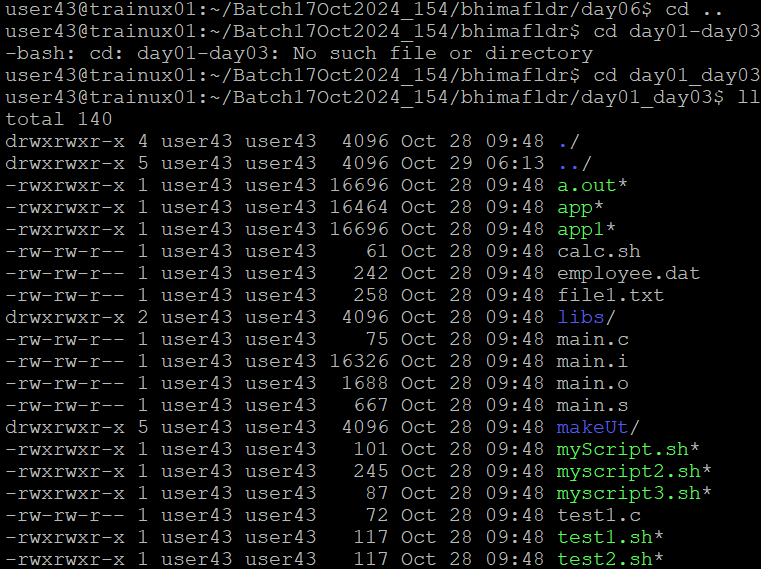 user43@trainux01:~/Batch17Oct2024_154/bhimafldr/day06$ cd ..
user43@trainux01:~/Batch17Oct2024_154/bhimafldr$ cd day01-day03
-bash: cd: day01-day03: No such file or directory
user43@trainux01:~/Batch17Oct2024_154/bhimafldr$ cd day01_day03
user43@trainux01:~/Batch17Oct2024_154/bhimafldr/day01_day03$ ll
total 140
drwxrwxr-x 4 user43 user43  4096 Oct 28 09:48 ./
drwxrwxr-x 5 user43 user43  4096 Oct 29 06:13 ../
-rwxrwxr-x 1 user43 user43 16696 Oct 28 09:48 a.out*
-rwxrwxr-x 1 user43 user43 16464 Oct 28 09:48 app*
-rwxrwxr-x 1 user43 user43 16696 Oct 28 09:48 app1*
-rw-rw-r-- 1 user43 user43    61 Oct 28 09:48 calc.sh
-rw-rw-r-- 1 user43 user43   242 Oct 28 09:48 employee.dat
-rw-rw-r-- 1 user43 user43   258 Oct 28 09:48 file1.txt
drwxrwxr-x 2 user43 user43  4096 Oct 28 09:48 libs/
-rw-rw-r-- 1 user43 user43    75 Oct 28 09:48 main.c
-rw-rw-r-- 1 user43 user43 16326 Oct 28 09:48 main.i
-rw-rw-r-- 1 user43 user43  1688 Oct 28 09:48 main.o
-rw-rw-r-- 1 user43 user43   667 Oct 28 09:48 main.s
drwxrwxr-x 5 user43 user43  4096 Oct 28 09:48 makeUt/
-rwxrwxr-x 1 user43 user43   101 Oct 28 09:48 myScript.sh*
-rwxrwxr-x 1 user43 user43   245 Oct 28 09:48 myscript2.sh*
-rwxrwxr-x 1 user43 user43    87 Oct 28 09:48 myscript3.sh*
-rw-rw-r-- 1 user43 user43    72 Oct 28 09:48 test1.c
-rwxrwxr-x 1 user43 user43   117 Oct 28 09:48 test1.sh*
-rwxrwxr-x 1 user43 user43   117 Oct 28 09:48 test2.sh*